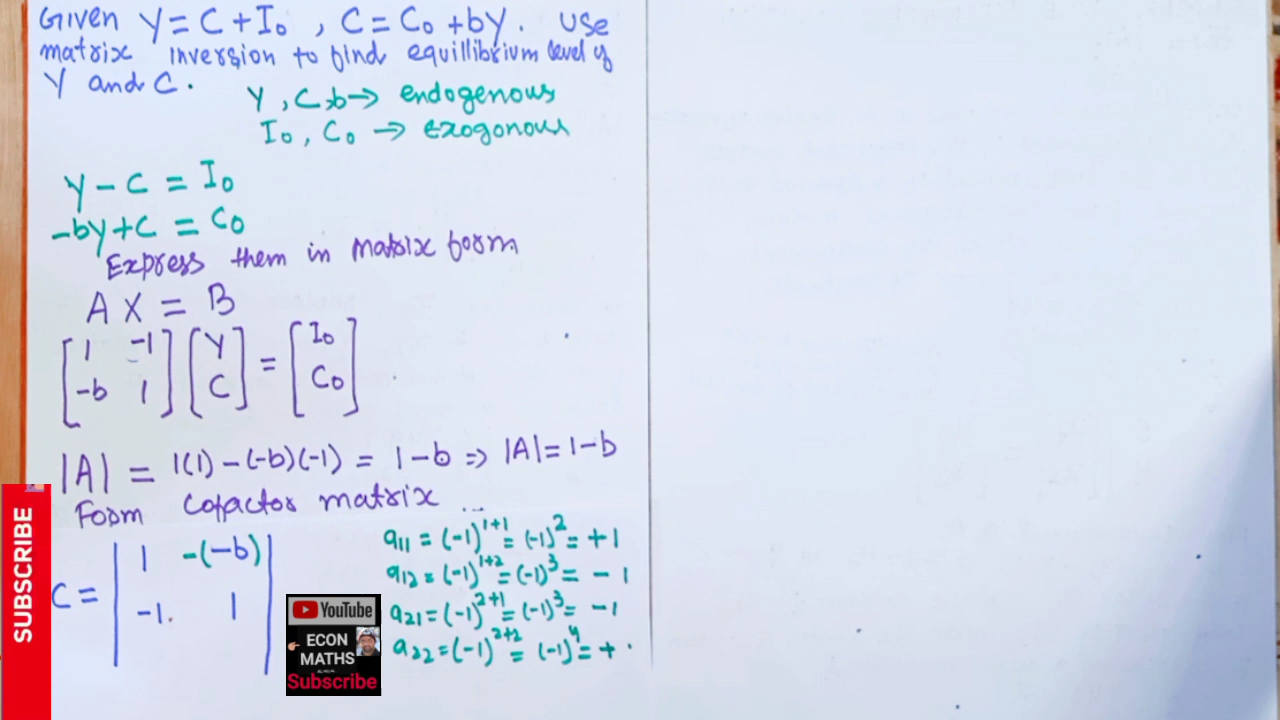 Given Y = C + I₀ , C = C₀ + bY. Use
matrix inversion to find equillibrium level of
Y and C.
Y, C, b → endogenous
I₀, C₀ → exogonous
Y - C = I₀
-bY + C = C₀
Express them in matrix form
A X = B
[1 -1] [Y] = [I₀]
[-b 1] [C] [C₀]
|A| = 1(1) - (-b)(-1) = 1-b ⇒ |A| = 1-b
Form Cofactor matrix
C = | 1 -(-b) |
| -1. 1 |
a₁₁ = (-1)¹⁺¹ = (-1)² = +1
a₁₂ = (-1)¹⁺² = (-1)³ = -1
a₂₁ = (-1)²⁺¹ = (-1)³ = -1
a₂₂ = (-1)²⁺² = (-1)⁴ = +
SUBSCRIBE
YouTube
ECON
MATHS
Subscribe